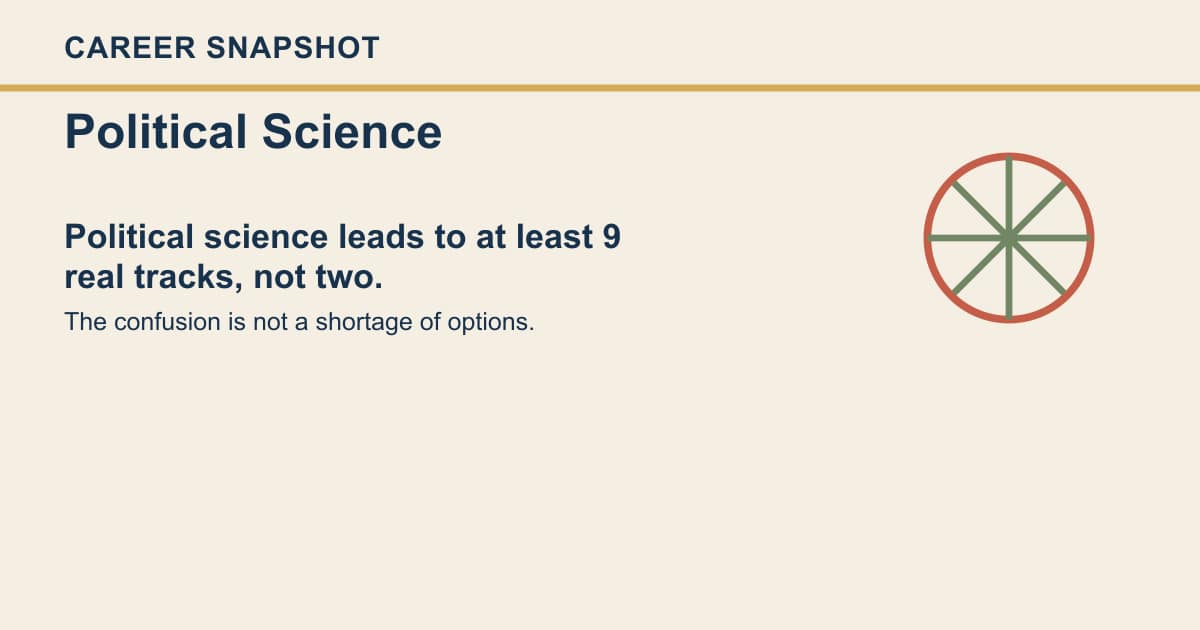 CAREER SNAPSHOT
Political Science
Political science leads to at least 9
real tracks, not two.
The confusion is not a shortage of options.